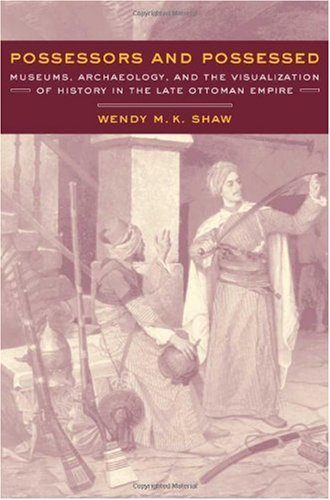 POSSESSORS AND POSSESSED
MUSEUMS, ARCHAEOLOGY, AND THE VISUALIZATION
OF HISTORY IN THE LATE OTTOMAN EMPIRE
WENDY M. K. SHAW